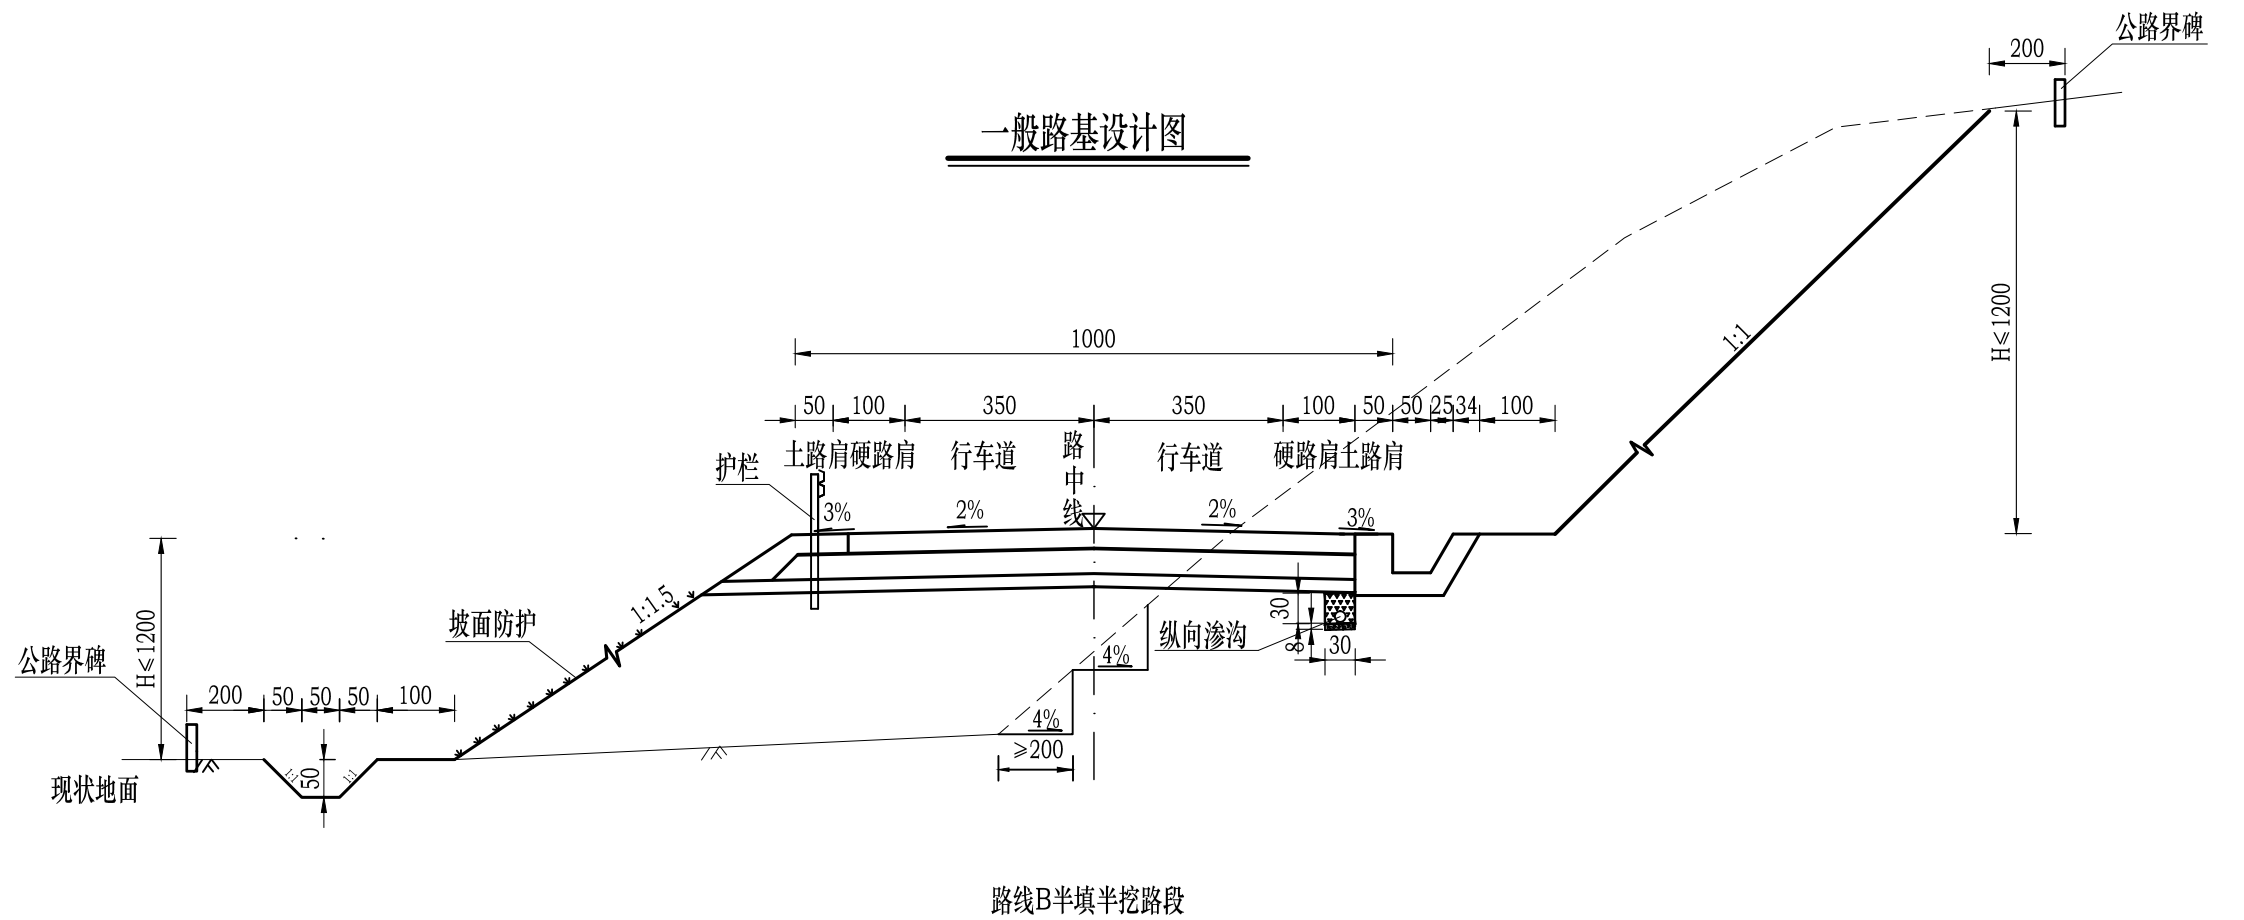 公路界碑
200
一般路基设计图
H≤1200
1:1
1000
50 100 350 350 100 50 50 25 34 100
土路肩 硬路肩 行车道 路中线 行车道 硬路肩 土路肩
护栏
3% 2% 2% 3%
H≤1200
1:1.5
坡面防护
30
8
30
纵向渗沟
4%
4%
≥200
公路界碑
200 50 50 50 100
1:1 50 1:1
现状地面
路线B半填半挖路段